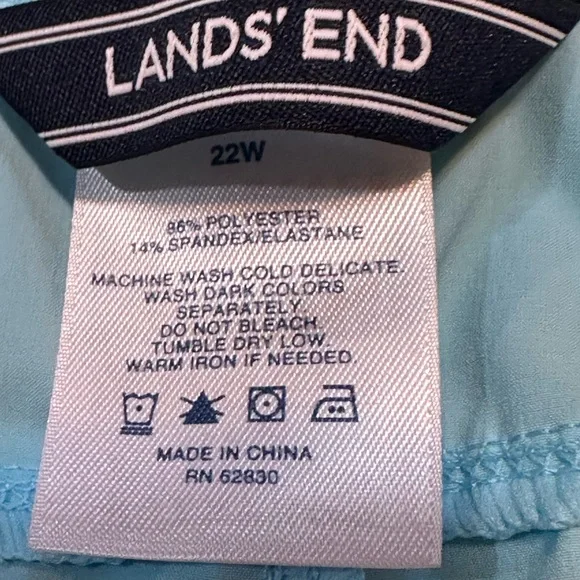 LANDS' END
22W
86% POLYESTER
14% SPANDEX/ELASTANE
MACHINE WASH COLD DELICATE.
WASH DARK COLORS
SEPARATELY.
DO NOT BLEACH.
TUMBLE DRY LOW.
WARM IRON IF NEEDED.
MADE IN CHINA
RN 62830